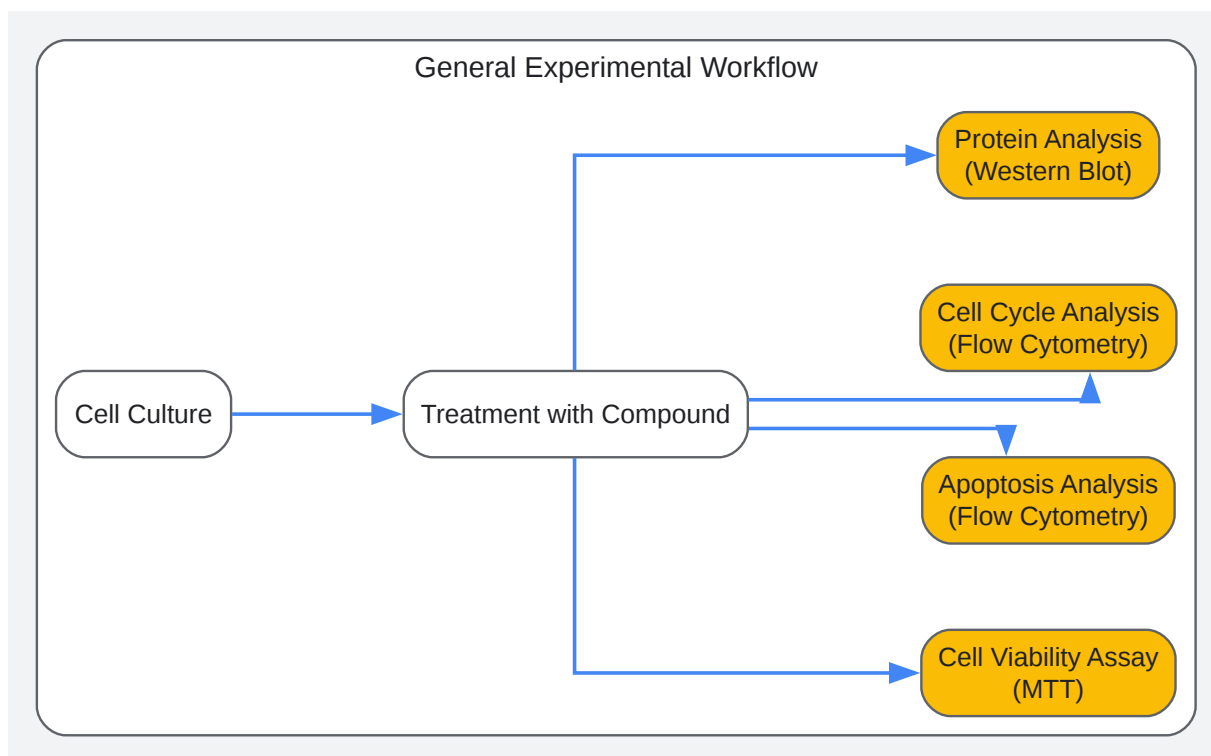 General Experimental Workflow
Protein Analysis
(Western Blot)
Cell Cycle Analysis
(Flow Cytometry)
Cell Culture
Treatment with Compound
Apoptosis Analysis
(Flow Cytometry)
Cell Viability Assay
(MTT)